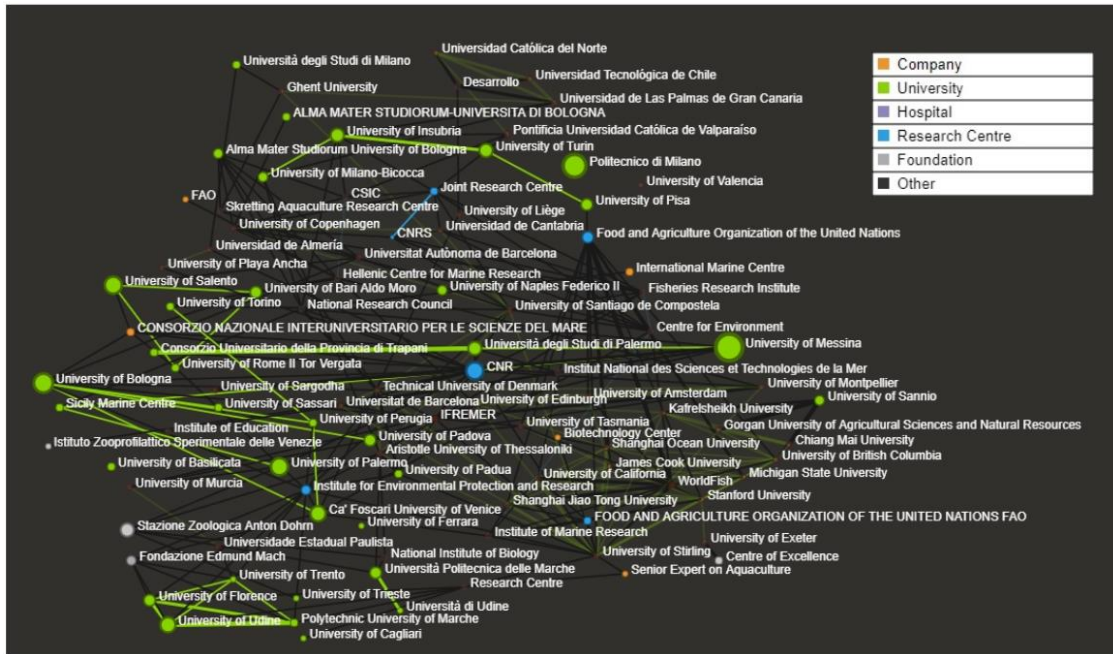 Universidad Católica del Norte
Università degli Studi di Milano
Company
Universidad Tecnológica de Chile
University
Ghent University
Desarrollo
Universidad de Las Palmas de Gran Canaria
Hospital
ALMA MATER STUDIORUM-UNIVERSITA DI BOLOGNA
Research Centre
University of Insubria
Pontificia Universidad Católica de Valparaíso
Alma Mater Studiorum University of Bologna
University of Turin
Foundation
Politecnico di Milano
Other
University of Milano-Bicocca
University of Valencia
FAO
CSIC
Joint Research Centre
University of Pisa
Skretting Aquaculture Research Centre
University of Liège
University of Copenhagen
CNRS
Universidad de Cantabria
Food and Agriculture Organization of the United Nations
Universidad de Almería
Universitat Autònoma de Barcelona
University of Playa Ancha
Hellenic Centre for Marine Research
International Marine Centre
University of Salento
University of Bari Aldo Moro
University of Naples Federico II
Fisheries Research Institute
University of Torino
National Research Council
University of Santiago de Compostela
CONSORZIO NAZIONALE INTERUNIVERSITARIO PER LE SCIENZE DEL MARE
Centre for Environment
Consorzio Universitario della Provincia di Trapani
Università degli Studi di Palermo
University of Messina
University of Rome II Tor Vergata
CNR
Institut National des Sciences et Technologies de la Mer
University of Bologna
University of Sargodha
Technical University of Denmark
University of Montpellier
Sicily Marine Centre
University of Sassari
Universitat de Barcelona
University of Edinburgh
University of Amsterdam
University of Sannio
University of Perugia
IFREMER
Kafrelsheikh University
Institute of Education
University of Tasmania
Gorgan University of Agricultural Sciences and Natural Resources
Istituto Zooprofilattico Sperimentale delle Venezie
University of Padova
Biotechnology Center
Shanghai Ocean University
Chiang Mai University
Aristotle University of Thessaloniki
University of British Columbia
University of Basilicata
University of Palermo
University of Padua
James Cook University
University of California
WorldFish
Michigan State University
University of Murcia
Institute for Environmental Protection and Research
Shanghai Jiao Tong University
Stanford University
Ca' Foscari University of Venice
FOOD AND AGRICULTURE ORGANIZATION OF THE UNITED NATIONS FAO
Stazione Zoologica Anton Dohrn
University of Ferrara
Institute of Marine Research
Universidade Estadual Paulista
University of Exeter
Fondazione Edmund Mach
National Institute of Biology
University of Stirling
Centre of Excellence
University of Trento
Università Politecnica delle Marche
Senior Expert on Aquaculture
Research Centre
University of Florence
University of Trieste
Università di Udine
University of Udine
Polytechnic University of Marche
University of Cagliari